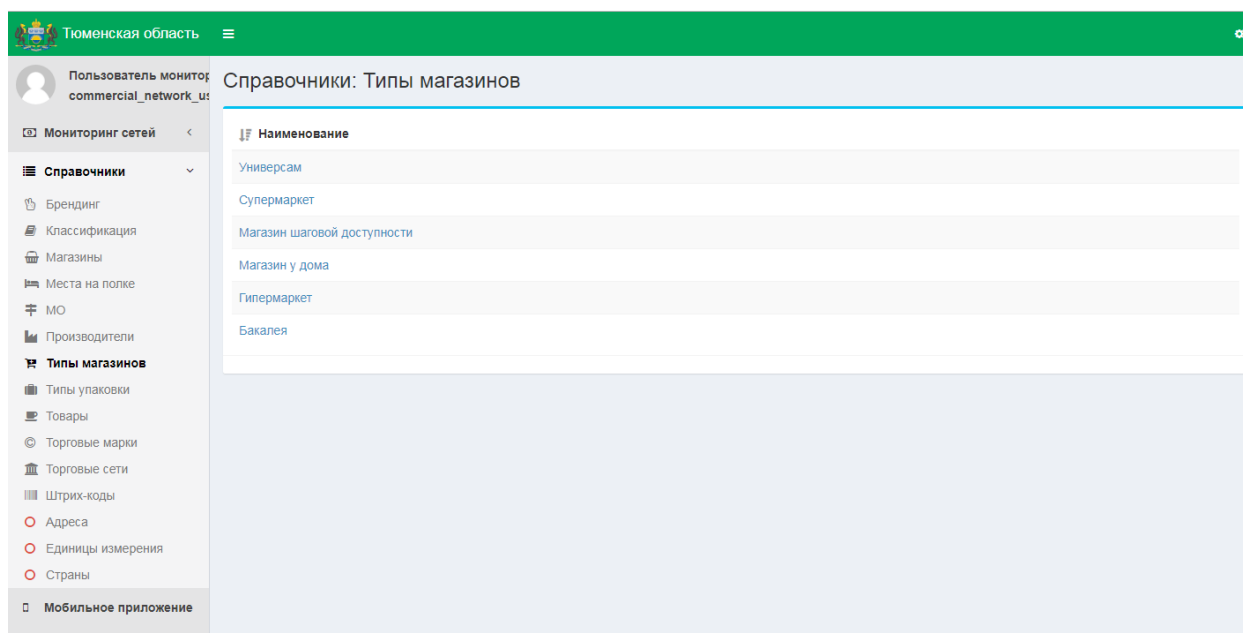 Тюменская область
Пользователь монитор
commercial_network_us
Мониторинг сетей
Справочники
Брендинг
Классификация
Магазины
Места на полке
МО
Производители
Типы магазинов
Типы упаковки
Товары
Торговые марки
Торговые сети
Штрих-коды
Адреса
Единицы измерения
Страны
Мобильное приложение
Справочники: Типы магазинов
Наименование
Универсам
Супермаркет
Магазин шаговой доступности
Магазин у дома
Гипермаркет
Бакалея